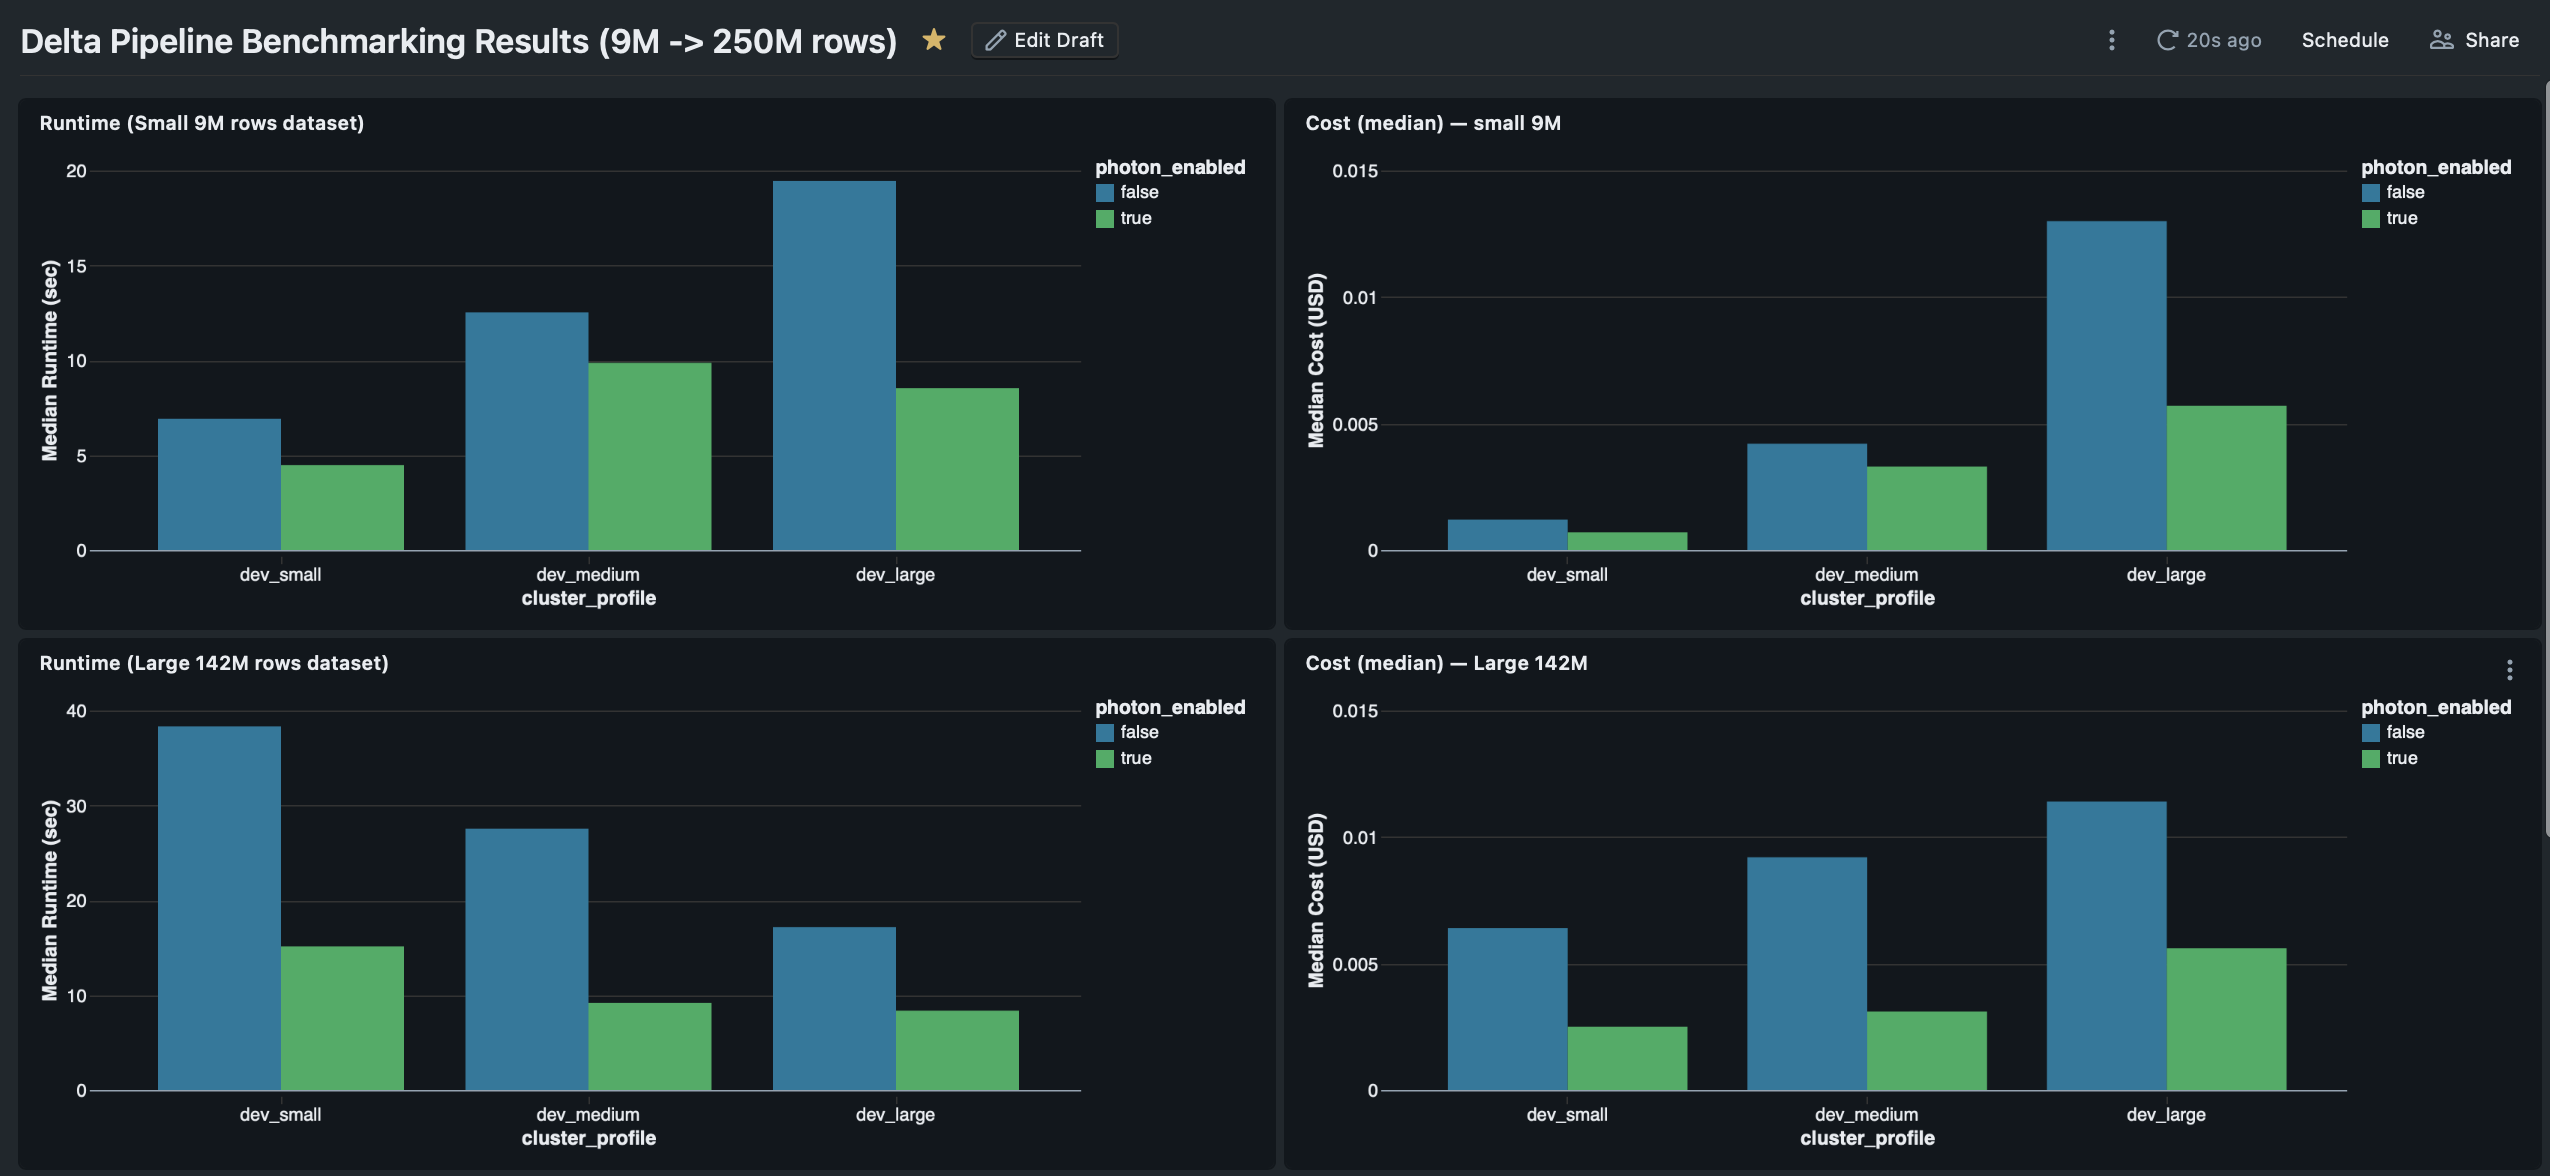 Delta Pipeline Benchmarking Results (9M -> 250M rows)
Edit Draft
20s ago
Schedule
Share
Runtime (Small 9M rows dataset)
Median Runtime (sec)
20
15
10
5
0
dev_small
dev_medium
dev_large
cluster_profile
photon_enabled
false
true
Cost (median) — small 9M
Median Cost (USD)
0.015
0.01
0.005
0
dev_small
dev_medium
dev_large
cluster_profile
photon_enabled
false
true
Runtime (Large 142M rows dataset)
Median Runtime (sec)
40
30
20
10
0
dev_small
dev_medium
dev_large
cluster_profile
photon_enabled
false
true
Cost (median) — Large 142M
Median Cost (USD)
0.015
0.01
0.005
0
dev_small
dev_medium
dev_large
cluster_profile
photon_enabled
false
true